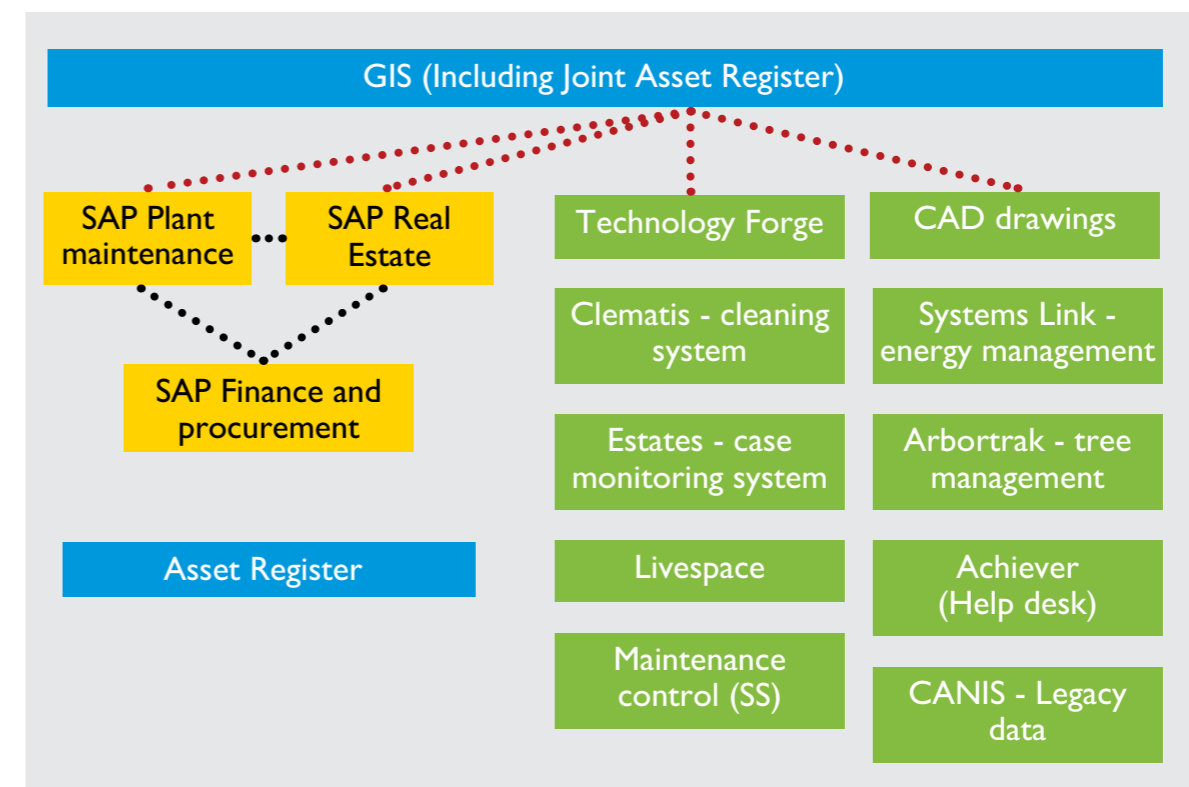 GIS (Including Joint Asset Register)
SAP Plant
maintenance
SAP Real
Estate
SAP Finance and
procurement
Asset Register
Technology Forge
Clematis - cleaning
system
Estates - case
monitoring system
Livespace
Maintenance
control (SS)
CAD drawings
Systems Link -
energy management
Arbortrak - tree
management
Achiever
(Help desk)
CANIS - Legacy
data